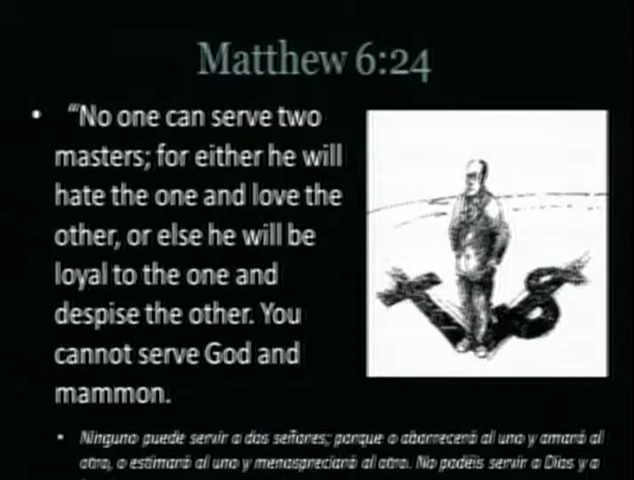 Matthew 6:24
• "'No one can serve two
masters; for either he will
hate the one and love the
other, or else he will be
loyal to the one and
despise the other. You
cannot serve God and
mammon.
• Ninguno puede servir a dos señores; porque o aborrecerá al uno y amará al
otro, o estimará al uno y menospreciará al otro. No podéis servir a Dios y a